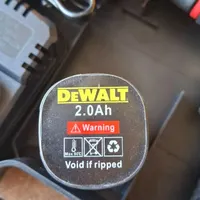 DEWALT
2.0Ah
Warning
Void if ripped